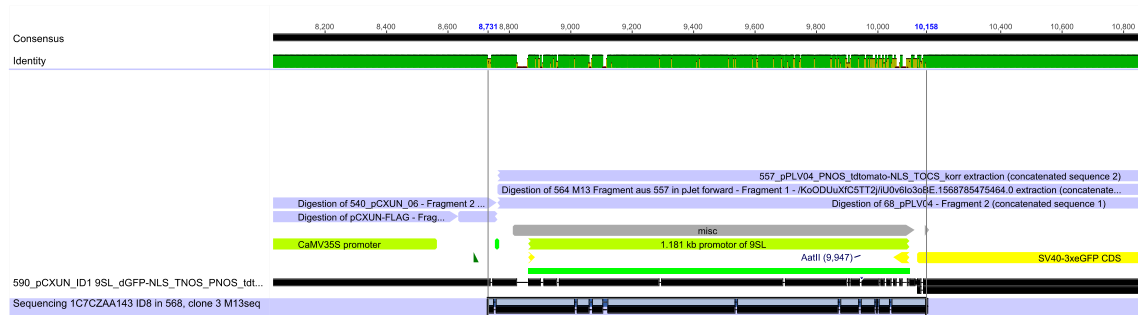 8,200 8,400 8,600 8,731 8,800 9,000 9,200 9,400 9,600 9,800 10,000 10,158 10,400 10,600 10,800
Consensus
Identity
557_pPLV04_PNOS_tdtomato-NLS_TOCS_korr extraction (concatenated sequence 2)
Digestion of 564 M13 Fragment aus 557 in pJet forward - Fragment 1 - /KoODUuXfC5TT2j/iU0v6Io3oBE.1568785475464.0 extraction (concatenate...
Digestion of 540_pCXUN_06 - Fragment 2 ... Digestion of 68_pPLV04 - Fragment 2 (concatenated sequence 1)
Digestion of pCXUN-FLAG - Frag...
misc
CaMV35S promoter 1.181 kb promotor of 9SL
AatII (9,947) SV40-3xeGFP CDS
590_pCXUN_ID1 9SL_dGFP-NLS_TNOS_PNOS_tdt...
Sequencing 1C7CZAA143 ID8 in 568, clone 3 M13seq